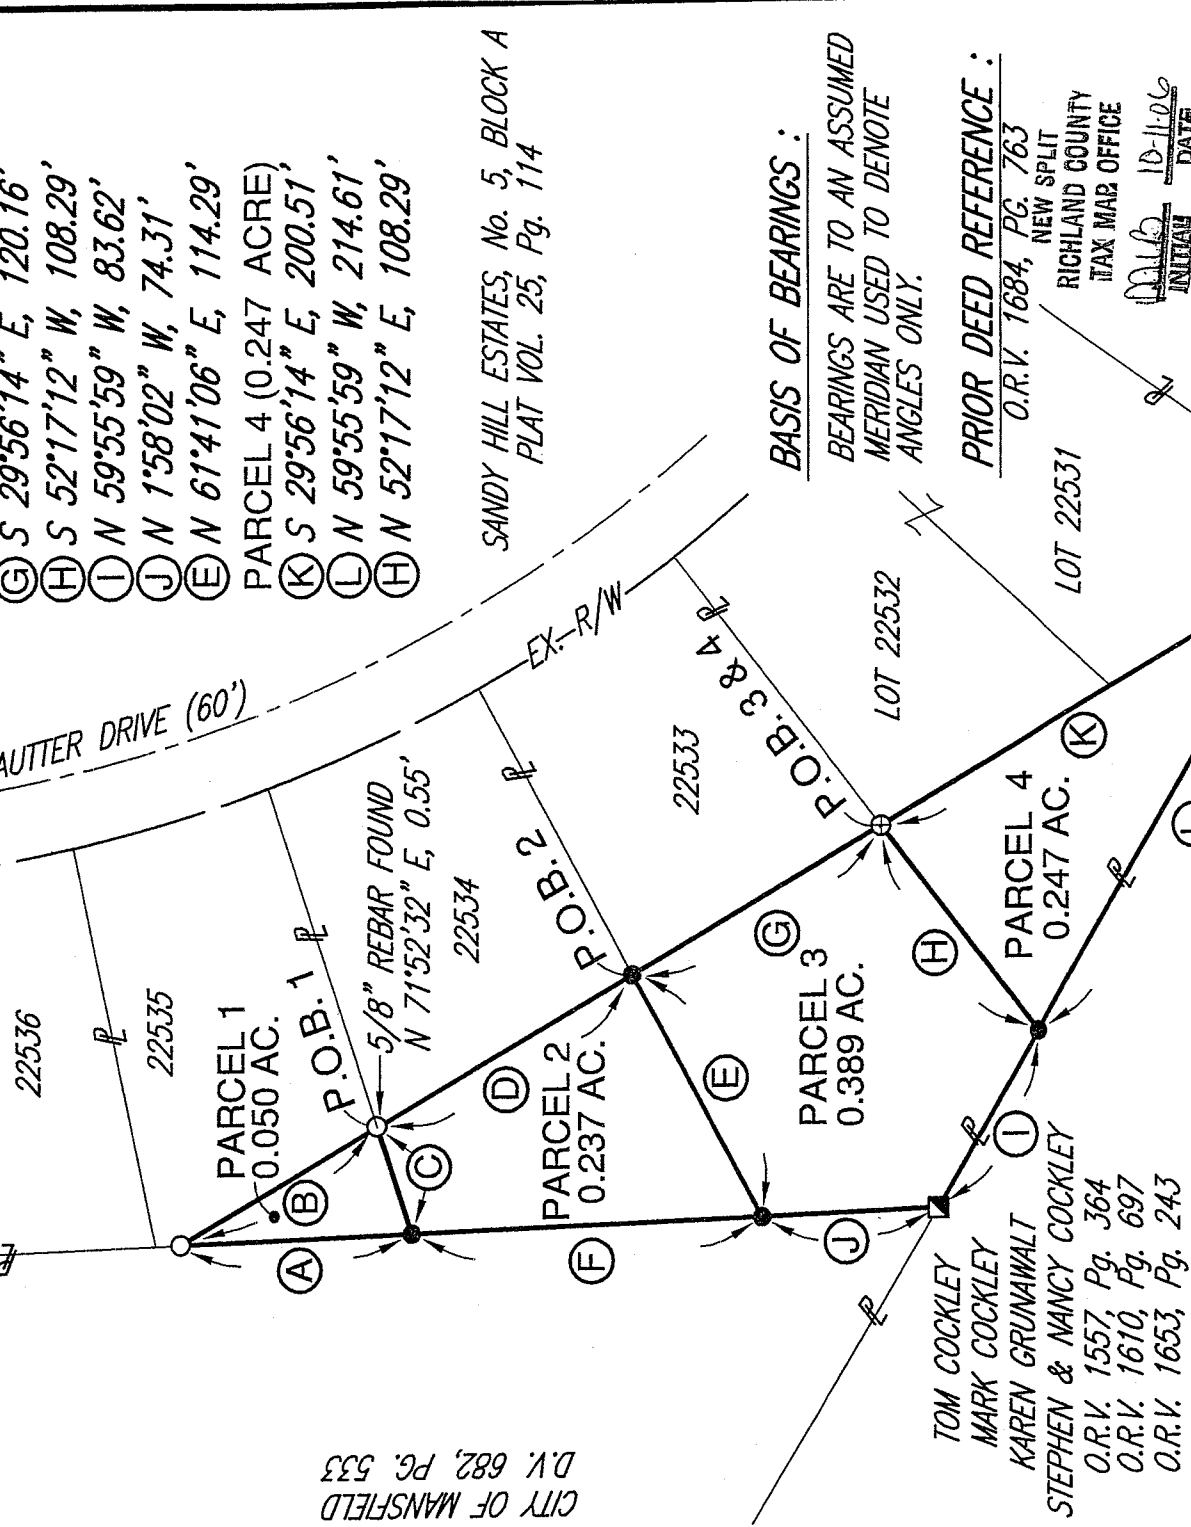 Ⓖ S 29°56'14" E, 120.16'
Ⓗ S 52°17'12" W, 108.29'
Ⓘ N 59°55'59" W, 83.62'
Ⓙ N 1°58'02" W, 74.31'
Ⓔ N 61°41'06" E, 114.29'
PARCEL 4 (0.247 ACRE)
Ⓚ S 29°56'14" E, 200.51'
Ⓛ N 59°55'59" W, 214.61'
Ⓗ N 52°17'12" E, 108.29'
SANDY HILL ESTATES, No. 5, BLOCK A
PLAT VOL. 25, Pg. 114
BASIS OF BEARINGS :
BEARINGS ARE TO AN ASSUMED
MERIDIAN USED TO DENOTE
ANGLES ONLY.
PRIOR DEED REFERENCE :
O.R.V. 1684, PG. 763
NEW SPLIT
RICHLAND COUNTY
TAX MAP OFFICE
10-11-06
INITIAL DATE
AUTTER DRIVE (60')
EX. R/W
22536
22535
22534
22533
LOT 22532
LOT 22531
PARCEL 1
0.050 AC.
P.O.B. 1
5/8" REBAR FOUND
N 71°52'32" E, 0.55'
P.O.B. 2
P.O.B. 3 & 4
PARCEL 2
0.237 AC.
PARCEL 3
0.389 AC.
PARCEL 4
0.247 AC.
Ⓐ
Ⓑ
Ⓒ
Ⓓ
Ⓔ
Ⓕ
Ⓖ
Ⓗ
Ⓘ
Ⓙ
Ⓚ
CITY OF MANSFIELD
D.V. 682, PG. 533
TOM COCKLEY
MARK COCKLEY
KAREN GRUNAWALT
STEPHEN & NANCY COCKLEY
O.R.V. 1557, Pg. 364
O.R.V. 1610, Pg. 697
O.R.V. 1653, Pg. 243